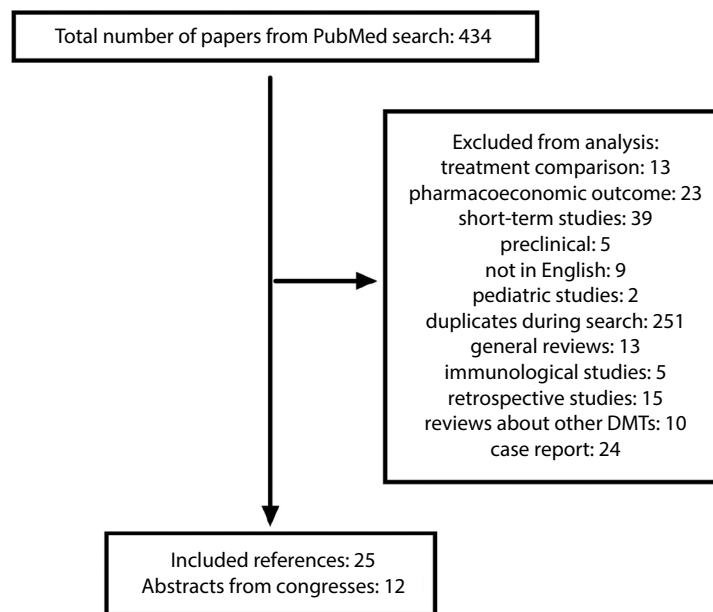 Total number of papers from PubMed search: 434
Excluded from analysis:
treatment comparison: 13
pharmacoeconomic outcome: 23
short-term studies: 39
preclinical: 5
not in English: 9
pediatric studies: 2
duplicates during search: 251
general reviews: 13
immunological studies: 5
retrospective studies: 15
reviews about other DMTs: 10
case report: 24
Included references: 25
Abstracts from congresses: 12